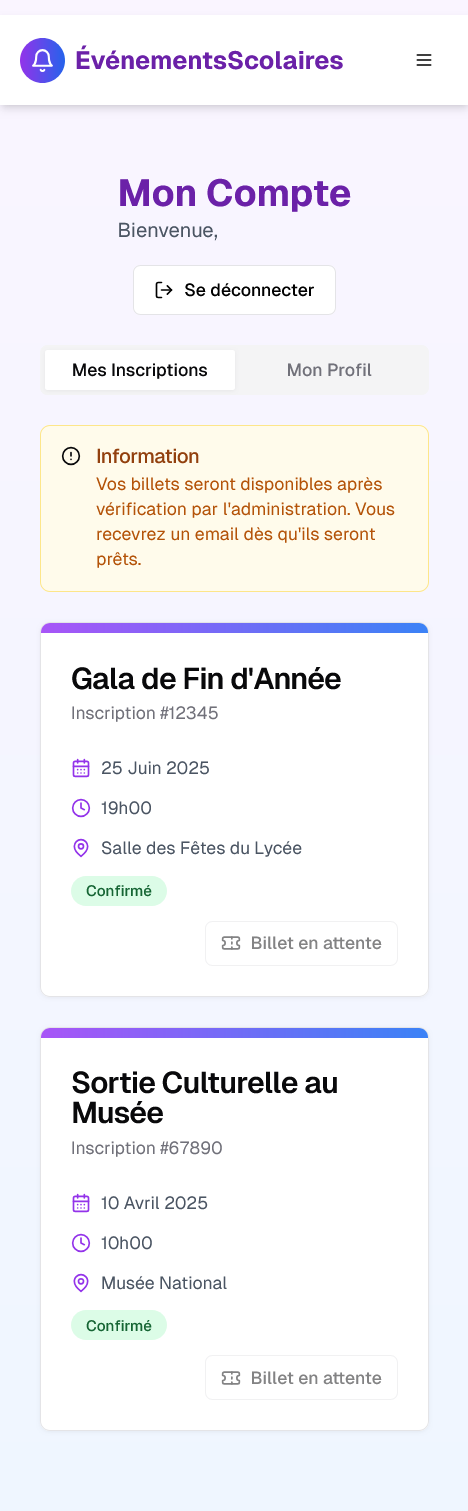 ÉvénementsScolaires
Mon Compte
Bienvenue,
Se déconnecter
Mes Inscriptions
Mon Profil
Information
Vos billets seront disponibles après
vérification par l'administration. Vous
recevrez un email dès qu'ils seront
prêts.
Gala de Fin d'Année
Inscription #12345
25 Juin 2025
19h00
Salle des Fêtes du Lycée
Confirmé
Billet en attente
Sortie Culturelle au
Musée
Inscription #67890
10 Avril 2025
10h00
Musée National
Confirmé
Billet en attente